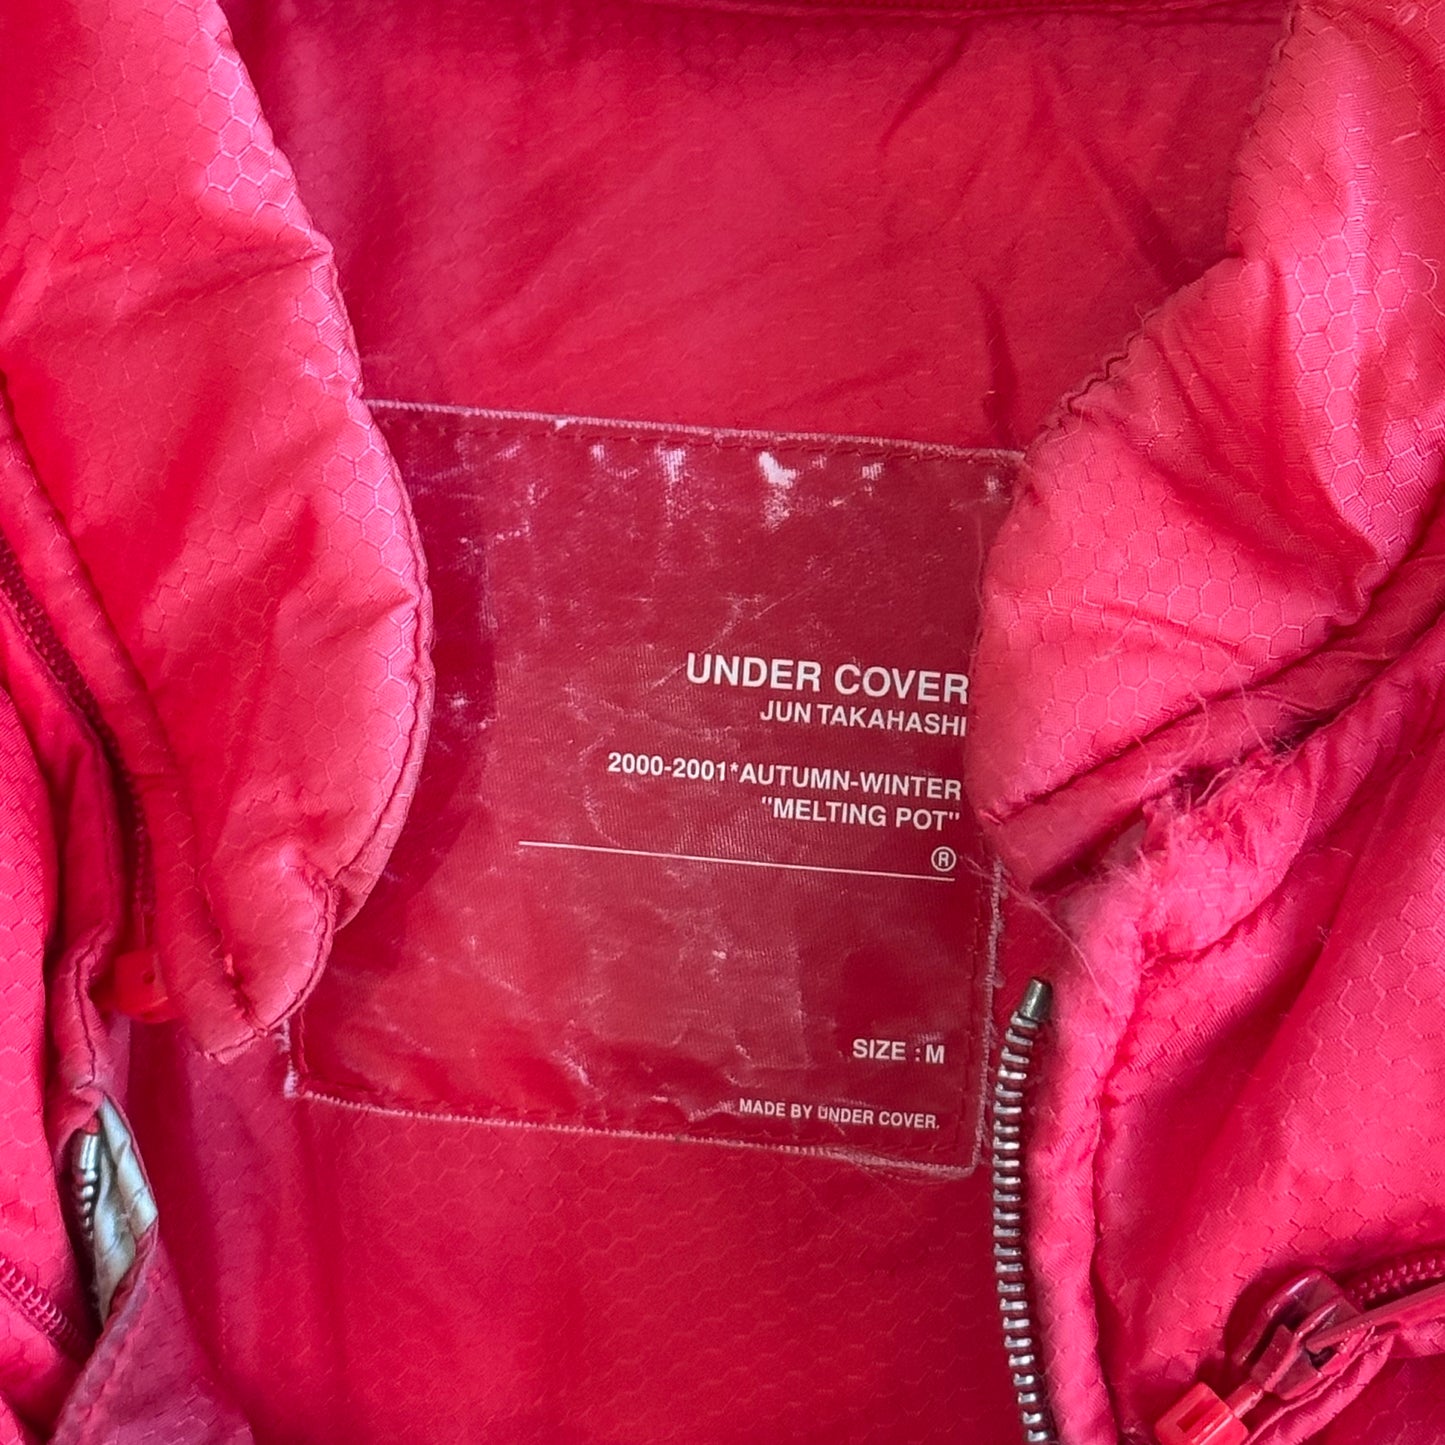 UNDER COVER
JUN TAKAHASHI
2000-2001*AUTUMN-WINTER
"MELTING POT"
®
SIZE : M
MADE BY UNDER COVER.